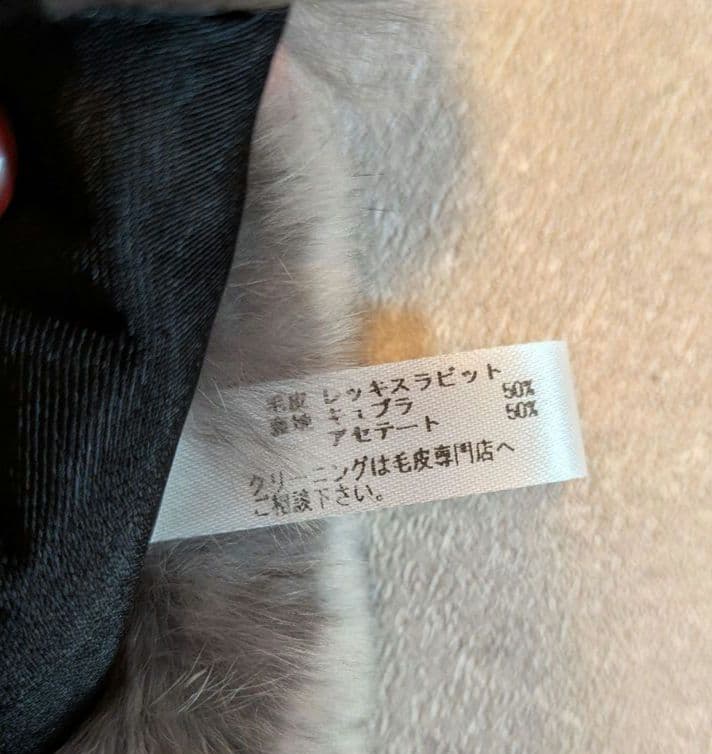 毛皮 レッキスラビット
裏地 キュプラ 50%
アセテート 50%
クリーニングは毛皮専門店へ
ご相談下さい。